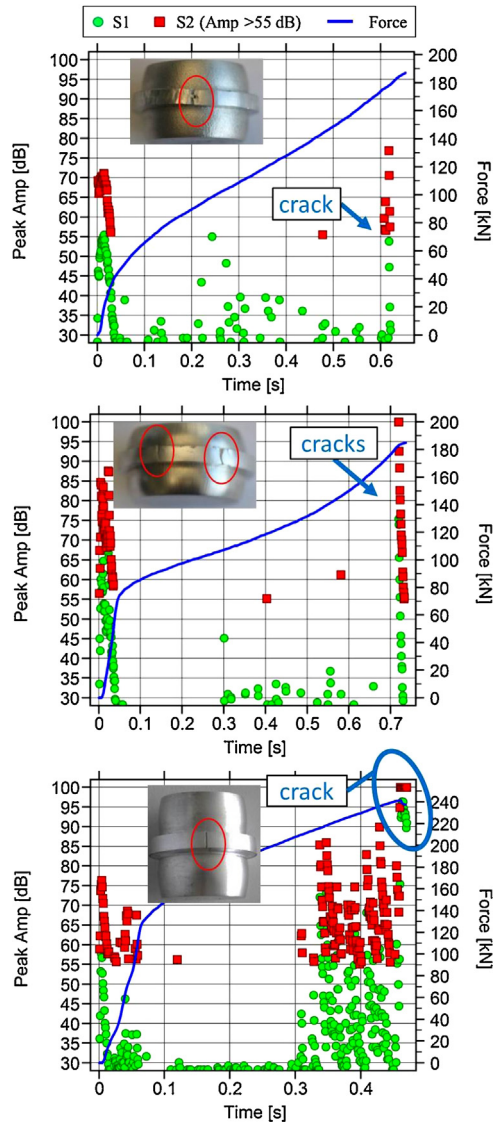 S1 S2 (Amp >55 dB) Force
100 200
95 180
90 160
85 140
80 120
75
70 100
65 80
60 60
55
50 40
45 20
40 0
35
30
Peak Amp [dB]
Force [kN]
crack
0 0.1 0.2 0.3 0.4 0.5 0.6
Time [s]
100 200
95 180
90 160
85 140
80 120
75
70 100
65 80
60 60
55
50 40
45 20
40 0
35
30
Peak Amp [dB]
Force [kN]
cracks
0 0.1 0.2 0.3 0.4 0.5 0.6 0.7
Time [s]
crack
100 240
95 220
90 200
85 180
80 160
75 140
70 120
65 100
60 80
55 60
50 40
45 20
40 0
35
30
Peak Amp [dB]
Force [kN]
0 0.1 0.2 0.3 0.4
Time [s]